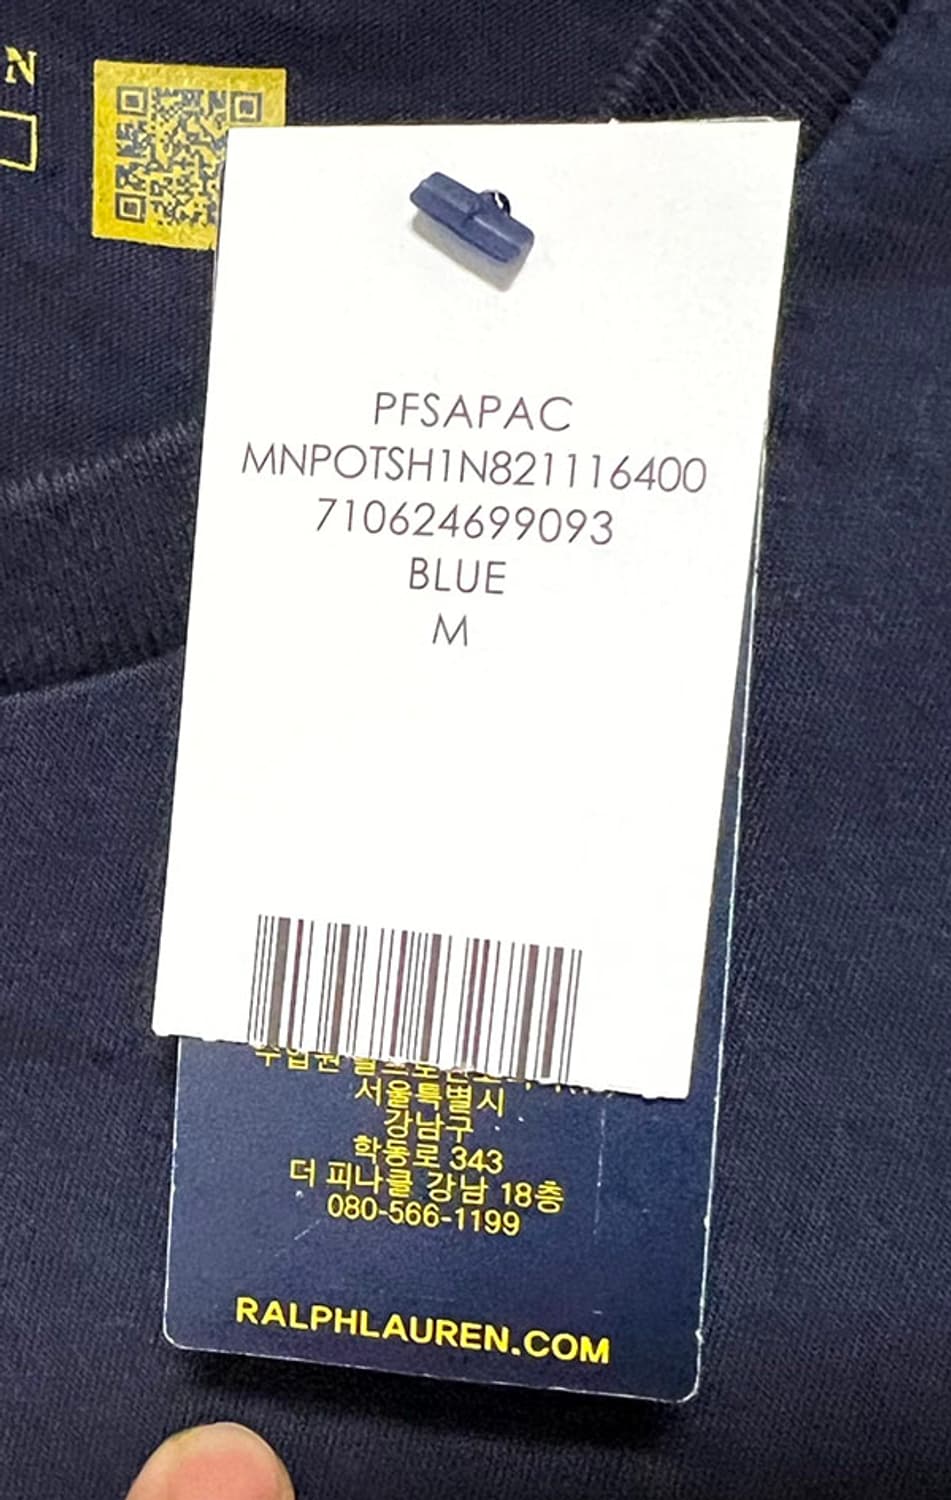 N
PFSAPAC
MNPOTSH1N821116400
710624699093
BLUE
M
서울특별시
강남구
학동로 343
더 피나클 강남 18층
080-566-1199
RALPHLAUREN.COM